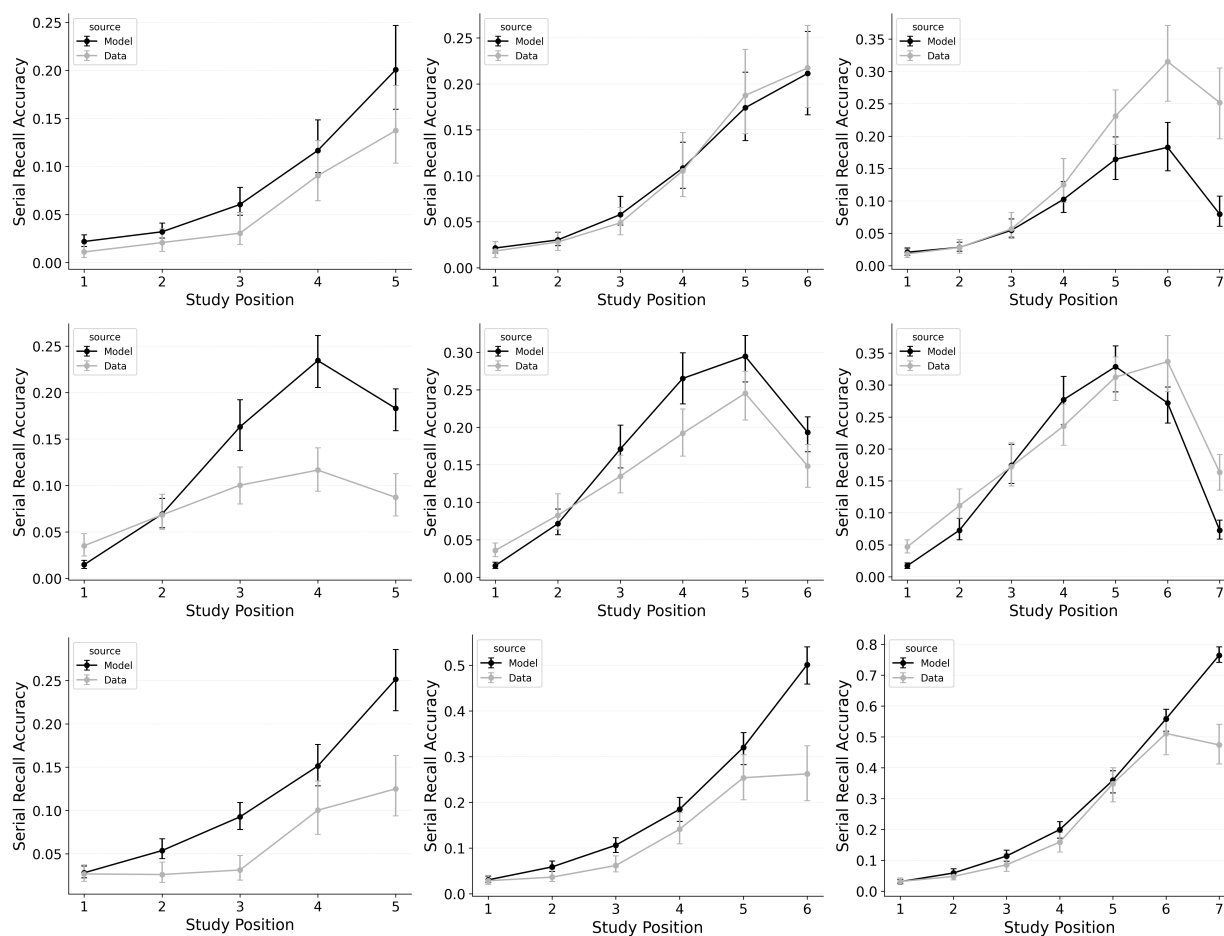 source
Model
Data
Serial Recall Accuracy
0.25
0.20
0.15
0.10
0.05
0.00
1 2 3 4 5
Study Position
source
Model
Data
Serial Recall Accuracy
0.25
0.20
0.15
0.10
0.05
0.00
1 2 3 4 5 6
Study Position
source
Model
Data
Serial Recall Accuracy
0.35
0.30
0.25
0.20
0.15
0.10
0.05
0.00
1 2 3 4 5 6 7
Study Position
source
Model
Data
Serial Recall Accuracy
0.25
0.20
0.15
0.10
0.05
0.00
1 2 3 4 5
Study Position
source
Model
Data
Serial Recall Accuracy
0.30
0.25
0.20
0.15
0.10
0.05
0.00
1 2 3 4 5 6
Study Position
source
Model
Data
Serial Recall Accuracy
0.35
0.30
0.25
0.20
0.15
0.10
0.05
0.00
1 2 3 4 5 6 7
Study Position
source
Model
Data
Serial Recall Accuracy
0.25
0.20
0.15
0.10
0.05
1 2 3 4 5
Study Position
source
Model
Data
Serial Recall Accuracy
0.5
0.4
0.3
0.2
0.1
0.0
1 2 3 4 5 6
Study Position
source
Model
Data
Serial Recall Accuracy
0.8
0.7
0.6
0.5
0.4
0.3
0.2
0.1
0.0
1 2 3 4 5 6 7
Study Position